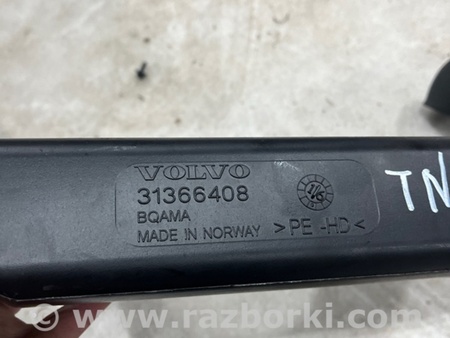 VOLVO
31366408
BQAMA
MADE IN NORWAY >PE-HD<
TN
www.razborki.com